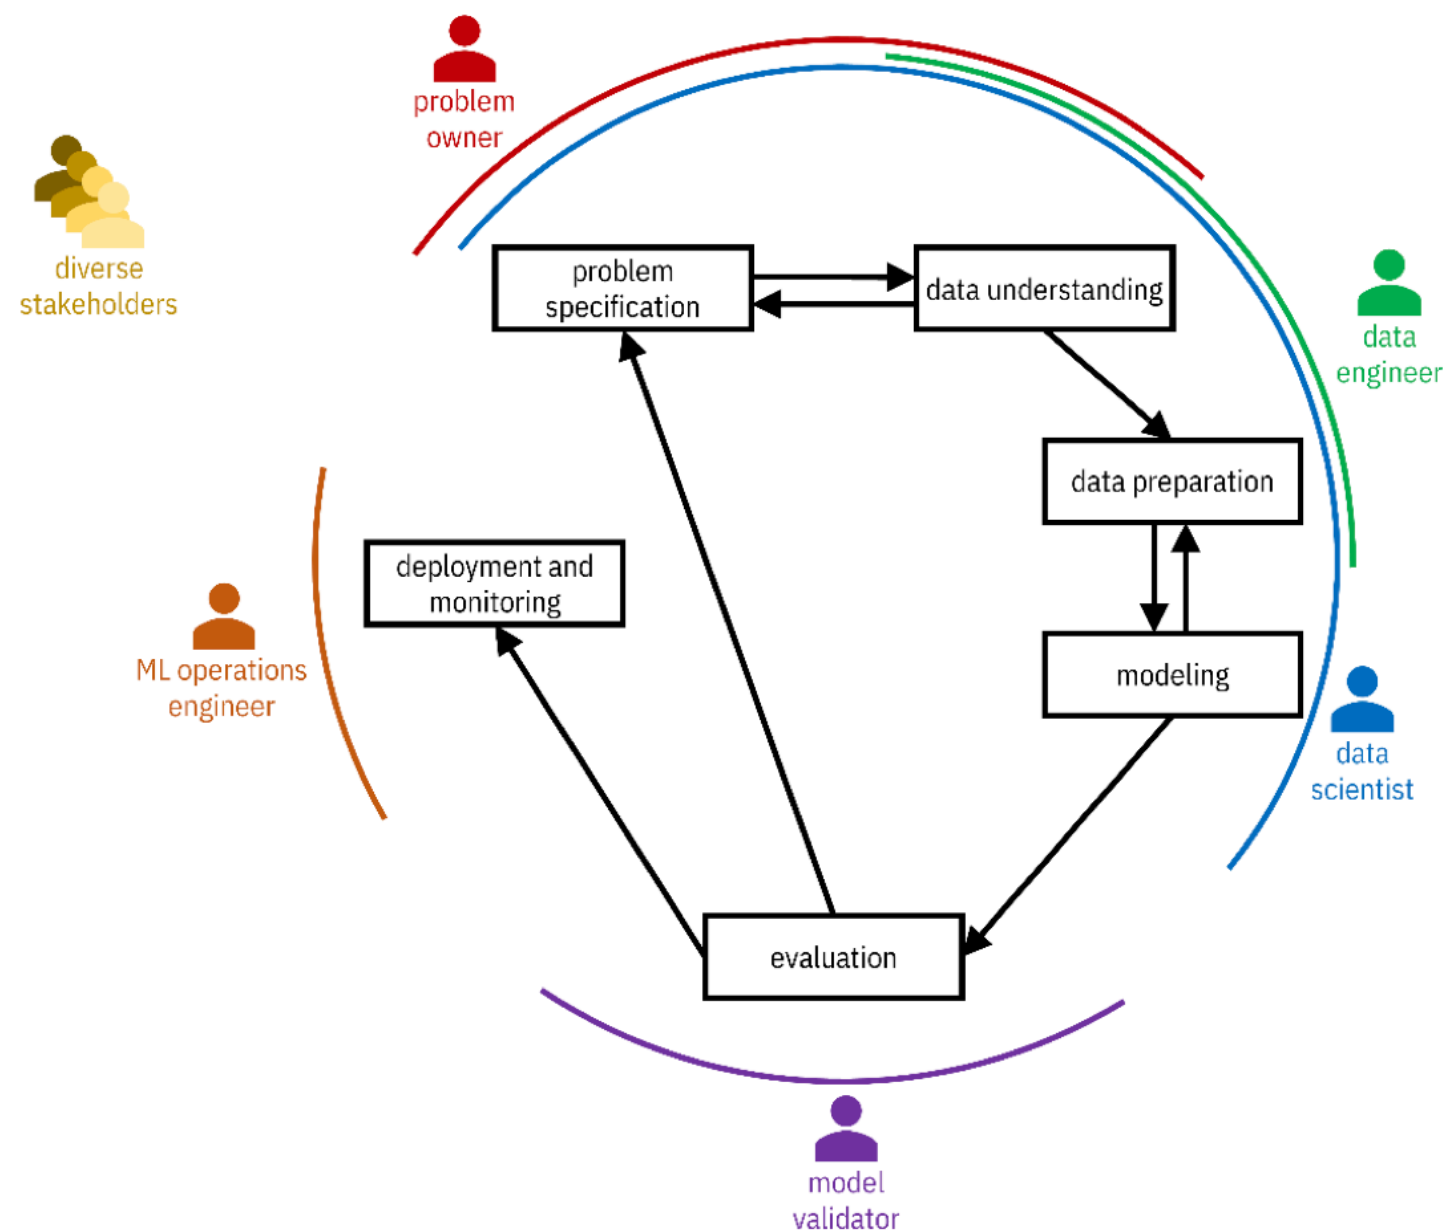 problem
owner
diverse
stakeholders
problem
specification
data understanding
data
engineer
data preparation
deployment and
monitoring
ML operations
engineer
modeling
data
scientist
evaluation
model
validator